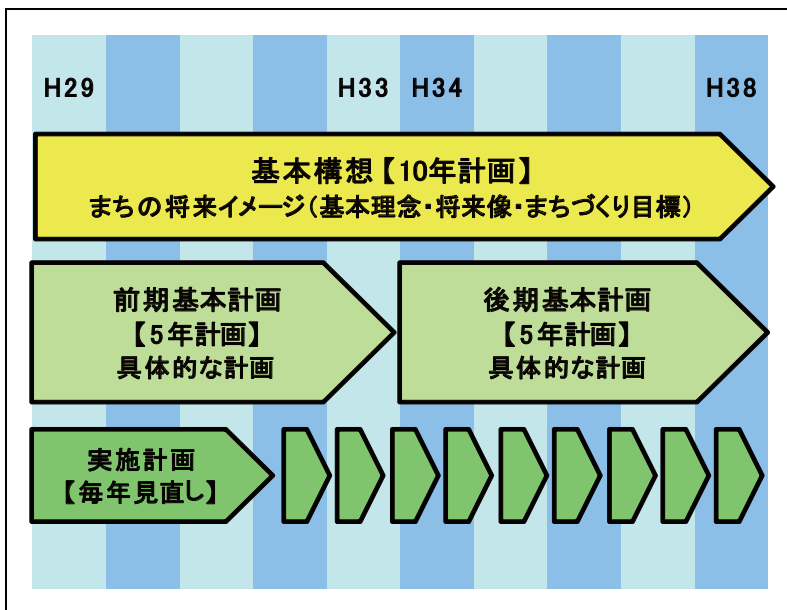 H29 H33 H34 H38
基本構想【10年計画】
まちの将来イメージ(基本理念・将来像・まちづくり目標)
前期基本計画
【5年計画】
具体的な計画
後期基本計画
【5年計画】
具体的な計画
実施計画
【毎年見直し】